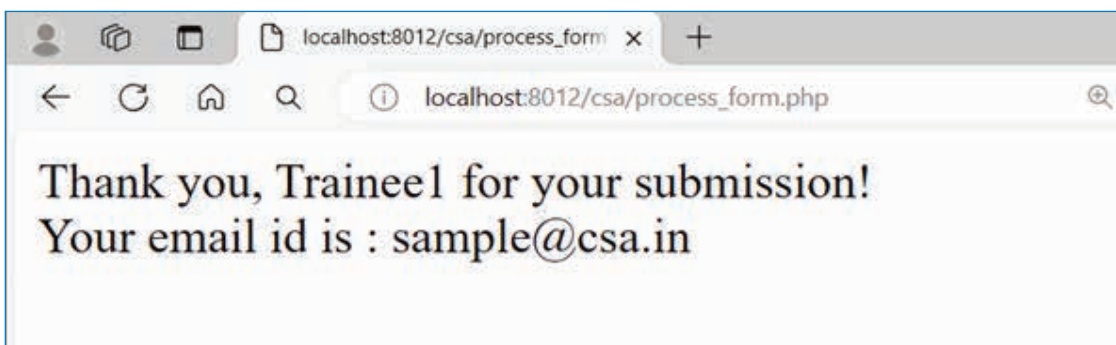 localhost:8012/csa/process_form
localhost:8012/csa/process_form.php
Thank you, Trainee1 for your submission!
Your email id is : sample@csa.in